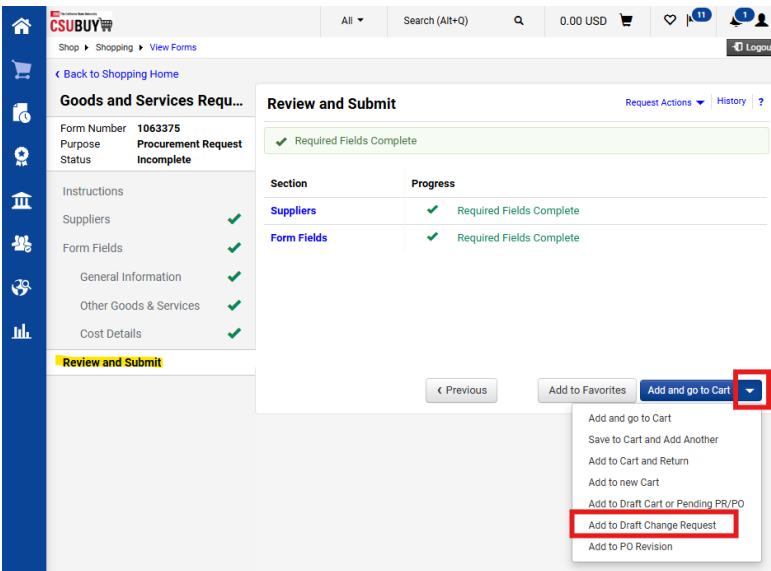 CSUBUY
All
Search (Alt+Q)
0.00 USD
11
1
Shop Shopping View Forms
Logou
Back to Shopping Home
Goods and Services Requ...
Form Number 1063375
Purpose Procurement Request
Status Incomplete
Instructions
Suppliers
Form Fields
General Information
Other Goods & Services
Cost Details
Review and Submit
Review and Submit
Request Actions History ?
Required Fields Complete
Section Progress
Suppliers Required Fields Complete
Form Fields Required Fields Complete
Previous Add to Favorites Add and go to Cart
Add and go to Cart
Save to Cart and Add Another
Add to Cart and Return
Add to new Cart
Add to Draft Cart or Pending PR/PO
Add to Draft Change Request
Add to PO Revision